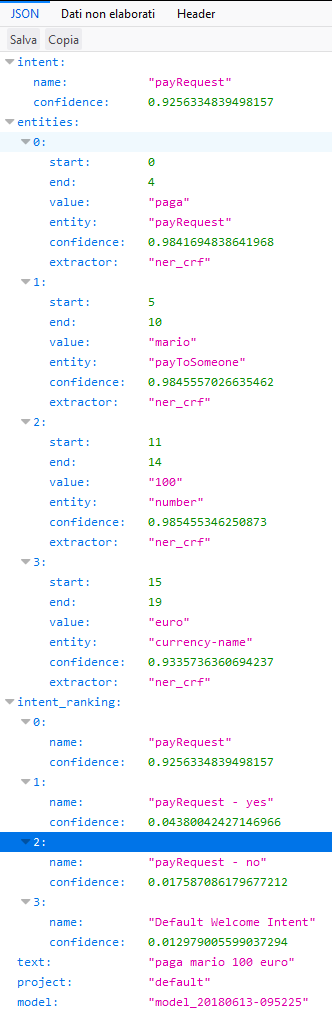 JSON Dati non elaborati Header
Salva Copia
intent:
name: "payRequest"
confidence: 0.9256334839498157
entities:
0:
start: 0
end: 4
value: "paga"
entity: "payRequest"
confidence: 0.9841694838641968
extractor: "ner_crf"
1:
start: 5
end: 10
value: "mario"
entity: "payToSomeone"
confidence: 0.9845557026635462
extractor: "ner_crf"
2:
start: 11
end: 14
value: "100"
entity: "number"
confidence: 0.985455346250873
extractor: "ner_crf"
3:
start: 15
end: 19
value: "euro"
entity: "currency-name"
confidence: 0.9335736360694237
extractor: "ner_crf"
intent_ranking:
0:
name: "payRequest"
confidence: 0.9256334839498157
1:
name: "payRequest - yes"
confidence: 0.04380042427146966
2:
name: "payRequest - no"
confidence: 0.017587086179677212
3:
name: "Default Welcome Intent"
confidence: 0.012979005599037294
text: "paga mario 100 euro"
project: "default"
model: "model_20180613-095225"